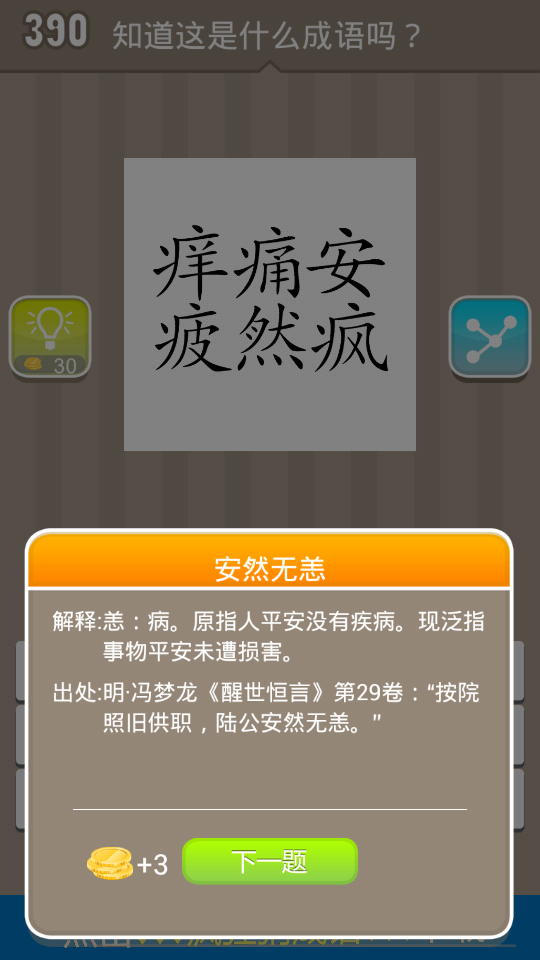 390 知道这是什么成语吗？
痒痛安
疲然疯
30
安然无恙
解释:恙：病。原指人平安没有疾病。现泛指
事物平安未遭损害。
出处:明·冯梦龙《醒世恒言》第29卷：“按院
照旧供职，陆公安然无恙。”
+3
下一题